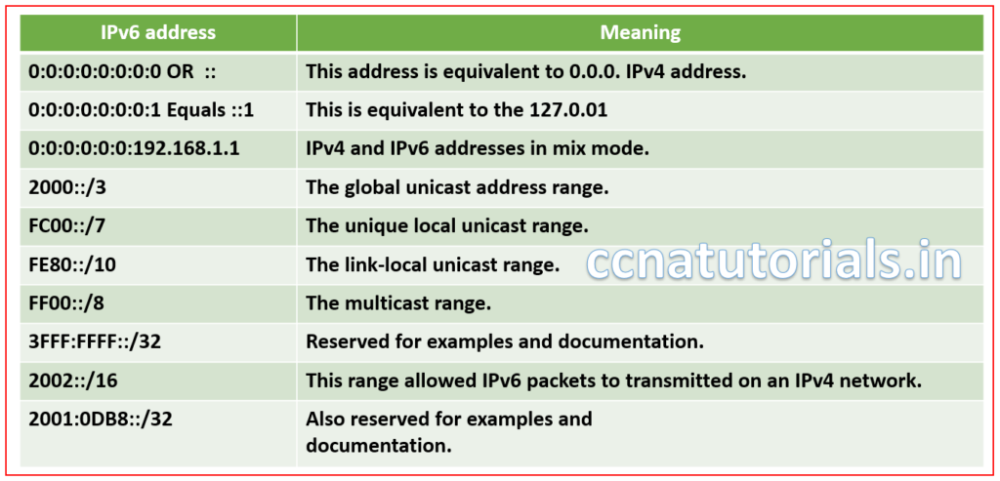 IPv6 address Meaning
0:0:0:0:0:0:0:0 OR :: This address is equivalent to 0.0.0. IPv4 address.
0:0:0:0:0:0:0:1 Equals ::1 This is equivalent to the 127.0.01
0:0:0:0:0:0:192.168.1.1 IPv4 and IPv6 addresses in mix mode.
2000::/3 The global unicast address range.
FC00::/7 The unique local unicast range.
FE80::/10 The link-local unicast range.
ccnatutorials.in
FF00::/8 The multicast range.
3FFF:FFFF::/32 Reserved for examples and documentation.
2002::/16 This range allowed IPv6 packets to transmitted on an IPv4 network.
2001:0DB8::/32 Also reserved for examples and
documentation.